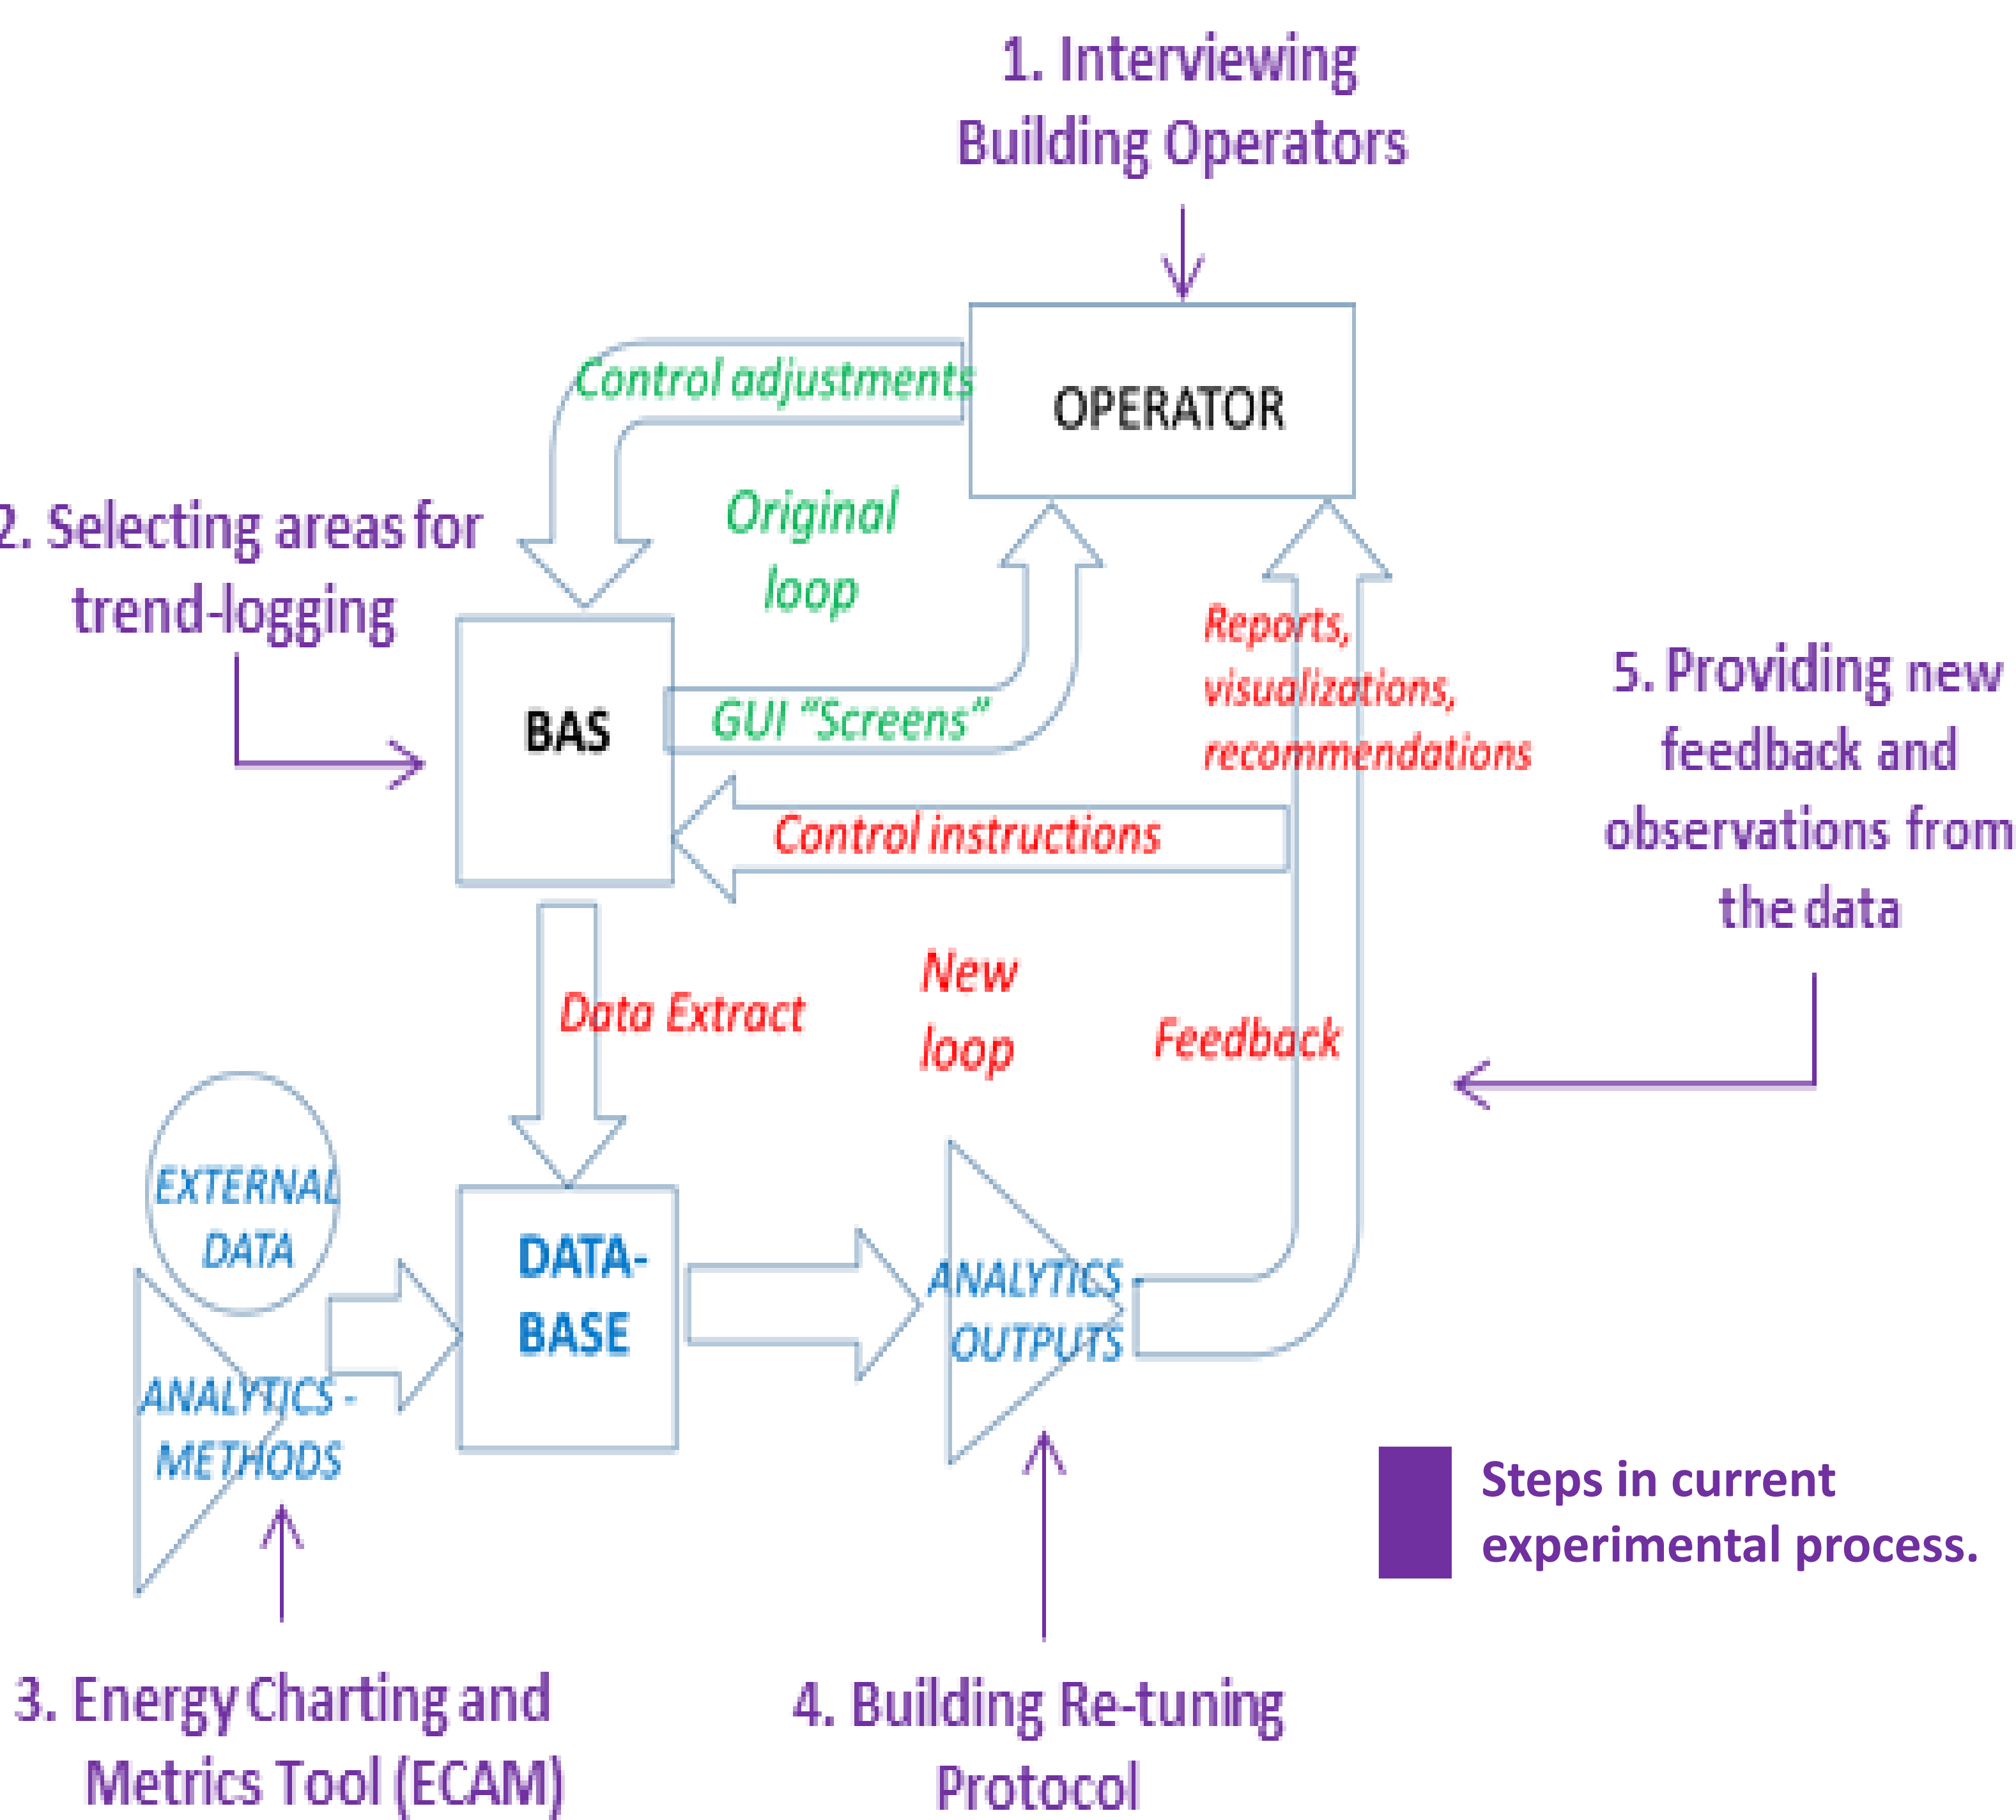 1. Interviewing
Building Operators
Control adjustments
OPERATOR
Original
loop
2. Selecting areas for
trend-logging
Reports,
visualizations,
recommendations
BAS
GUI “Screens”
5. Providing new
feedback and
observations from
the data
Control instructions
New
loop
Data Extract
Feedback
EXTERNAL
DATA
DATA-
BASE
ANALYTICS
OUTPUTS
ANALYTICS -
METHODS
Steps in current
experimental process.
3. Energy Charting and
Metrics Tool (ECAM)
4. Building Re-tuning
Protocol